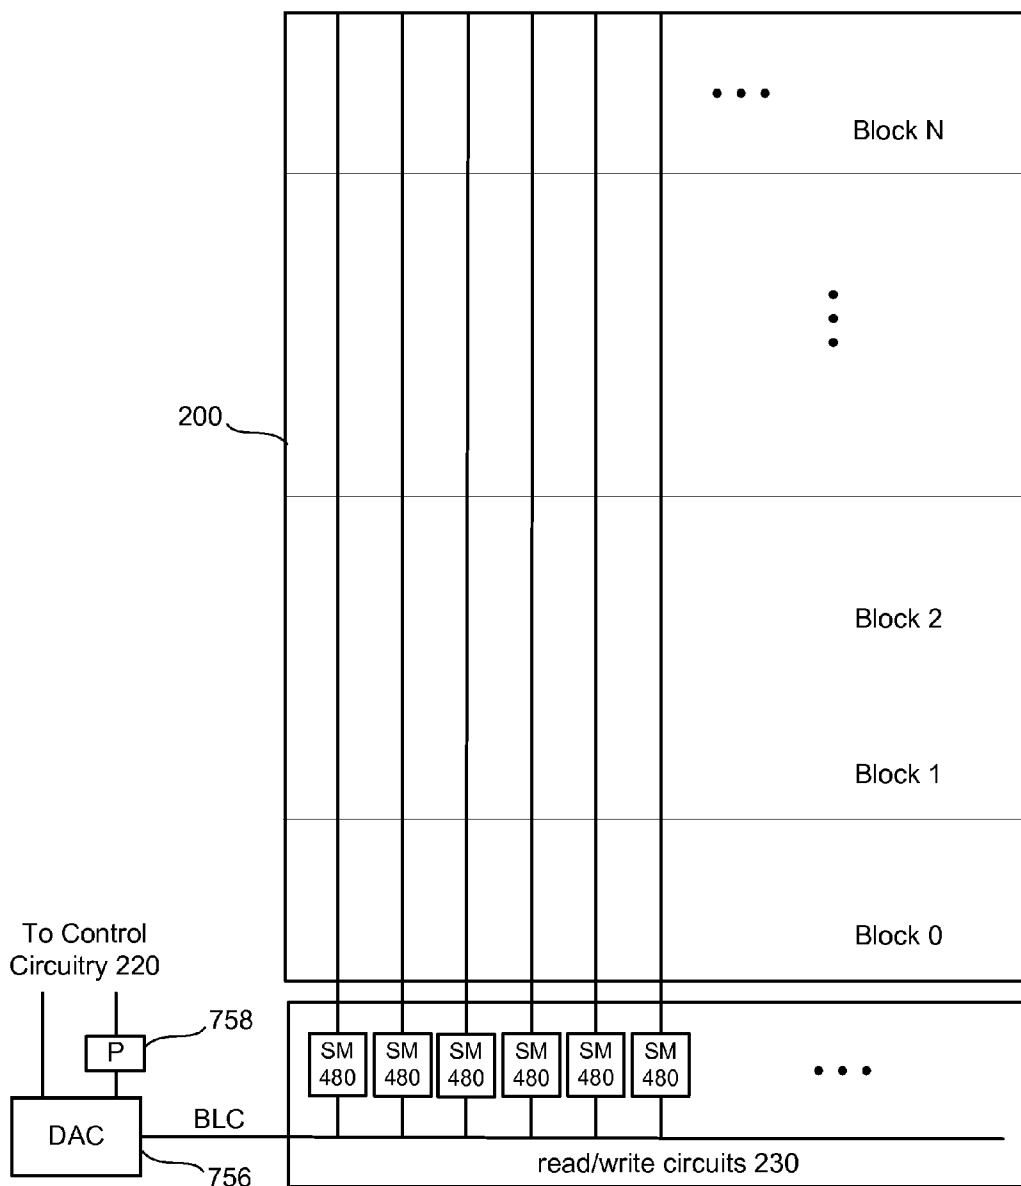 Block N
200
Block 2
Block 1
Block 0
To Control
Circuitry 220
758
P
SM
480
SM
480
SM
480
SM
480
SM
480
SM
480
DAC
BLC
756
read/write circuits 230